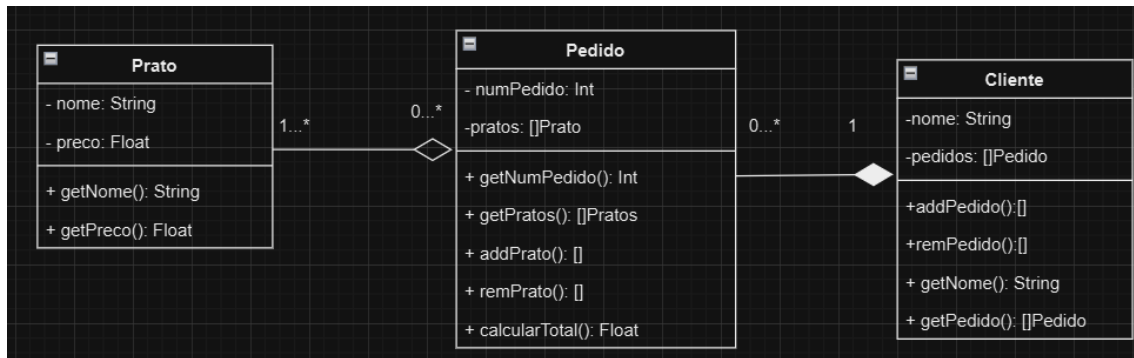 Prato
- nome: String
- preco: Float
+ getNome(): String
+ getPreco(): Float
1...*
0...*
Pedido
- numPedido: Int
-pratos: []Prato
+ getNumPedido(): Int
+ getPratos(): []Pratos
+ addPrato(): []
+ remPrato(): []
+ calcularTotal(): Float
0...*
1
Cliente
-nome: String
-pedidos: []Pedido
+addPedido():[]
+remPedido():[]
+ getNome(): String
+ getPedido(): []Pedido